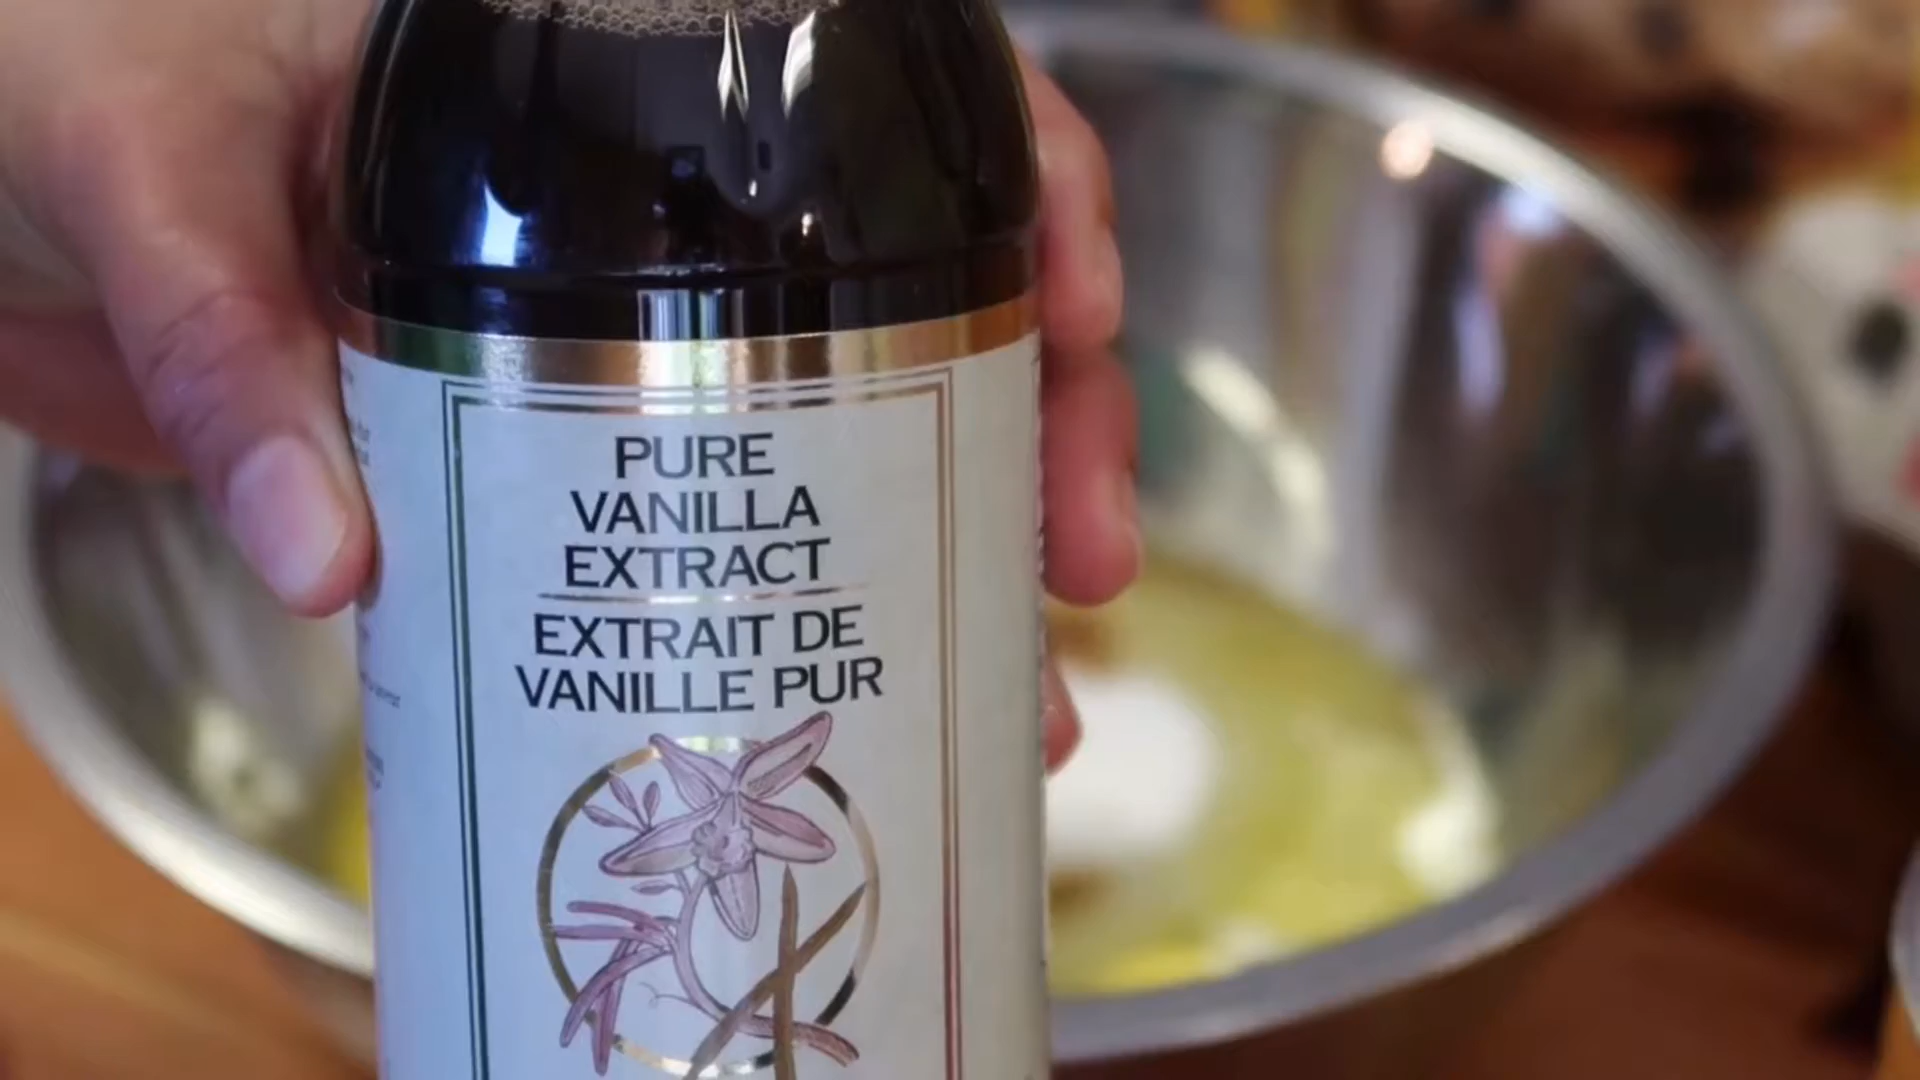 PURE
VANILLA
EXTRACT
EXTRAIT DE
VANILLE PUR